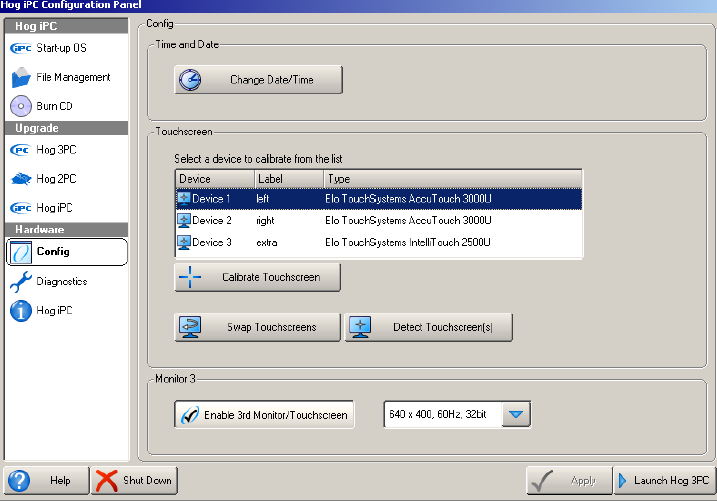 Hog iPC Configuration Panel
Hog iPC
iPC Start-up OS
File Management
Burn CD
Upgrade
PC Hog 3PC
Hog 2PC
iPC Hog iPC
Hardware
Config
Diagnostics
i Hog iPC
Config
Time and Date
Change Date/Time
Touchscreen
Select a device to calibrate from the list
Device Label Type
Device 1 left Elo TouchSystems AccuTouch 3000U
Device 2 right Elo TouchSystems AccuTouch 3000U
Device 3 extra Elo TouchSystems IntelliTouch 2500U
Calibrate Touchscreen
Swap Touchscreens
Detect Touchscreen(s)
Monitor 3
Enable 3rd Monitor/Touchscreen
640 x 400, 60Hz, 32bit
? Help
Shut Down
Apply
Launch Hog 3PC